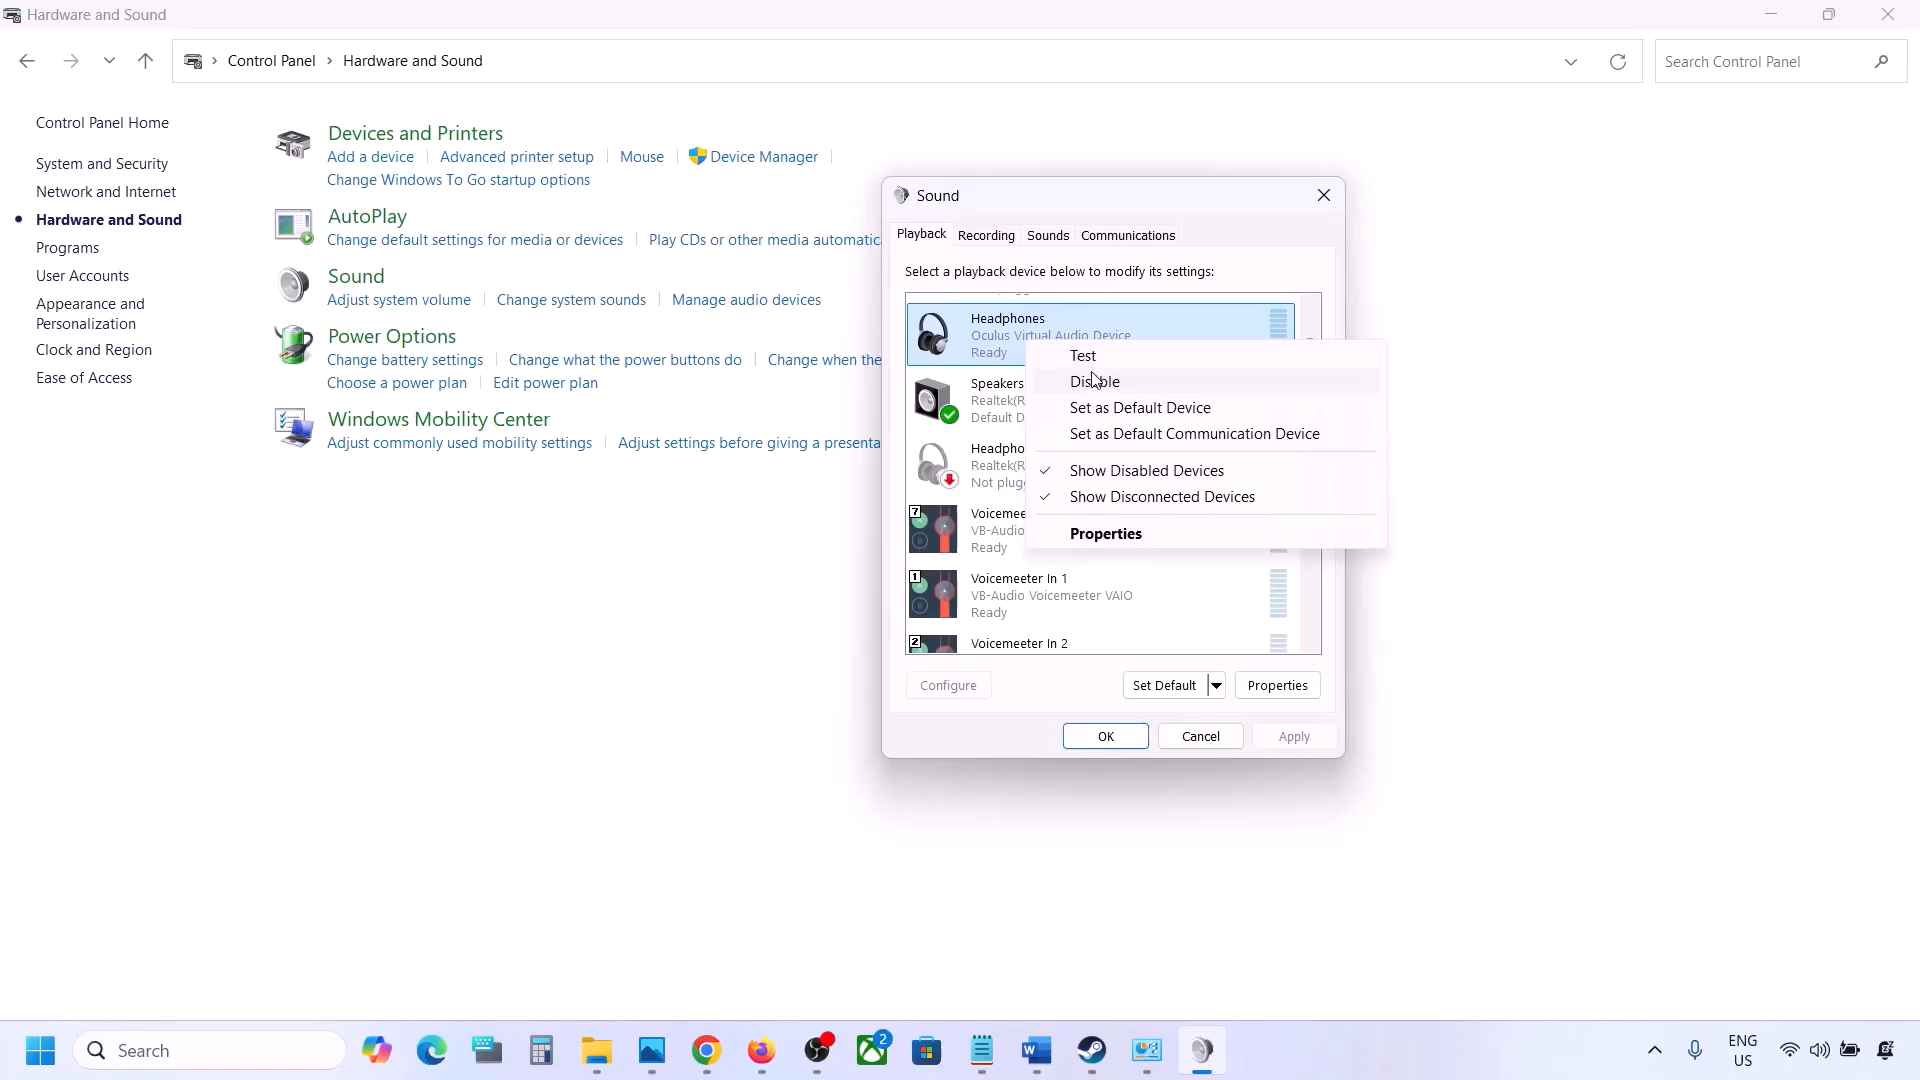 Hardware and Sound
Control Panel
Hardware and Sound
Search Control Panel
Control Panel Home
System and Security
Network and Internet
Hardware and Sound
Programs
User Accounts
Appearance and
Personalization
Clock and Region
Ease of Access
Devices and Printers
Add a device
Advanced printer setup
Mouse
Device Manager
Change Windows To Go startup options
AutoPlay
Change default settings for media or devices
Play CDs or other media automatica
Sound
Adjust system volume
Change system sounds
Manage audio devices
Power Options
Change battery settings
Change what the power buttons do
Change when the
Choose a power plan
Edit power plan
Windows Mobility Center
Adjust commonly used mobility settings
Adjust settings before giving a presenta
Sound
Playback
Recording
Sounds
Communications
Select a playback device below to modify its settings:
Headphones
Oculus Virtual Audio Device
Ready
Speakers
Realtek(R
Default D
Headpho
Realtek(R
Not plug
7
Voicemee
VB-Audio
Ready
1
Voicemeeter In 1
VB-Audio Voicemeeter VAIO
Ready
2
Voicemeeter In 2
Test
Disable
Set as Default Device
Set as Default Communication Device
Show Disabled Devices
Show Disconnected Devices
Properties
Configure
Set Default
Properties
OK
Cancel
Apply
Search
2
ENG
US